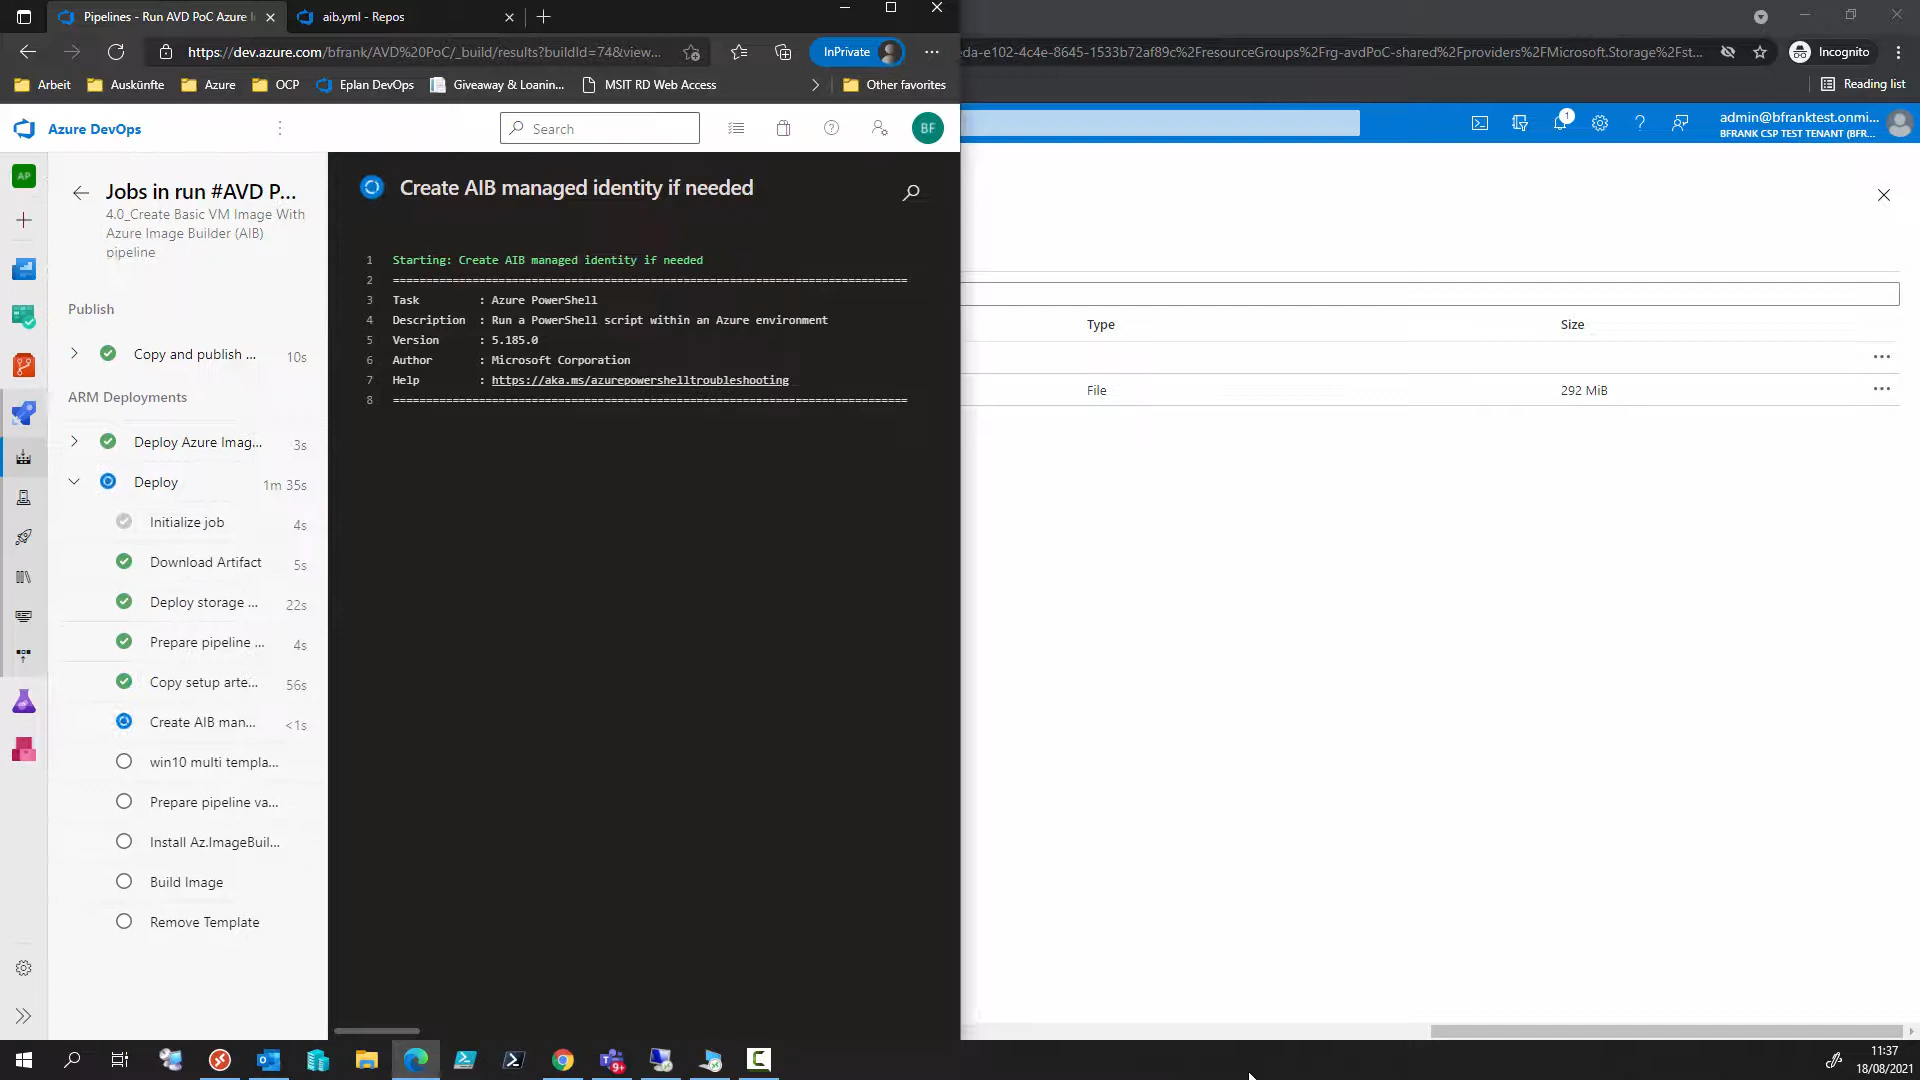 Pipelines - Run AVD PoC Azure I
aib.yml - Repos
https://dev.azure.com/bfrank/AVD%20PoC/_build/results?buildId=74&view...
InPrivate
da-e102-4c4e-8645-1533b72af89c%2FresourceGroups%2Frg-avdPoC-shared%2Fproviders%2FMicrosoft.Storage%2Fst...
Incognito
Arbeit
Auskünfte
Azure
OCP
Eplan DevOps
Giveaway & Loanin...
MSIT RD Web Access
Other favorites
Reading list
Azure DevOps
Search
BF
1
admin@bfranktest.onmi...
BFRANK CSP TEST TENANT (BFR...
AP
Jobs in run #AVD P...
4.0_Create Basic VM Image With
Azure Image Builder (AIB)
pipeline
Publish
Copy and publish ... 10s
ARM Deployments
Deploy Azure Imag... 3s
Deploy 1m 35s
Initialize job 4s
Download Artifact 5s
Deploy storage ... 22s
Prepare pipeline ... 4s
Copy setup arte... 56s
Create AIB man... <1s
win10 multi templa...
Prepare pipeline va...
Install Az.ImageBuil...
Build Image
Remove Template
Create AIB managed identity if needed
1 Starting: Create AIB managed identity if needed
2 ==============================================================================
3 Task : Azure PowerShell
4 Description : Run a PowerShell script within an Azure environment
5 Version : 5.185.0
6 Author : Microsoft Corporation
7 Help : https://aka.ms/azurepowershelltroubleshooting
8 ==============================================================================
Type Size
File 292 MiB
9+
11:37
18/08/2021